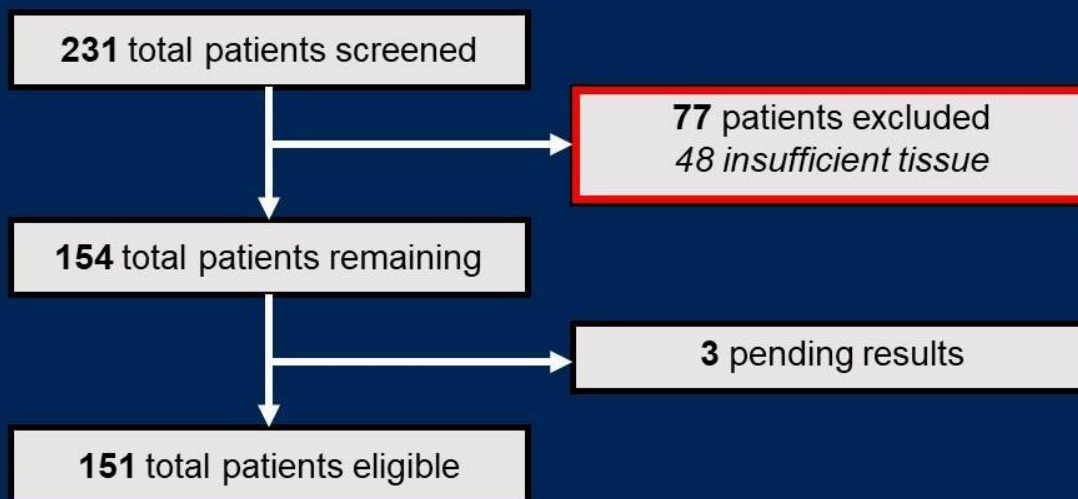 231 total patients screened
77 patients excluded
48 insufficient tissue
154 total patients remaining
3 pending results
151 total patients eligible